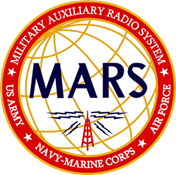 ★ MILITARY AUXILIARY RADIO SYSTEM ★
MARS
US ARMY ★ NAVY-MARINE CORPS ★ AIR FORCE